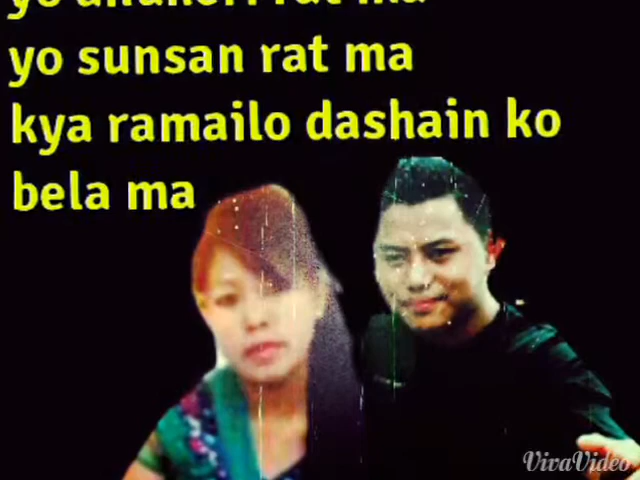 yo sunsan rat ma
kya ramailo dashain ko
bela ma
VivaVideo